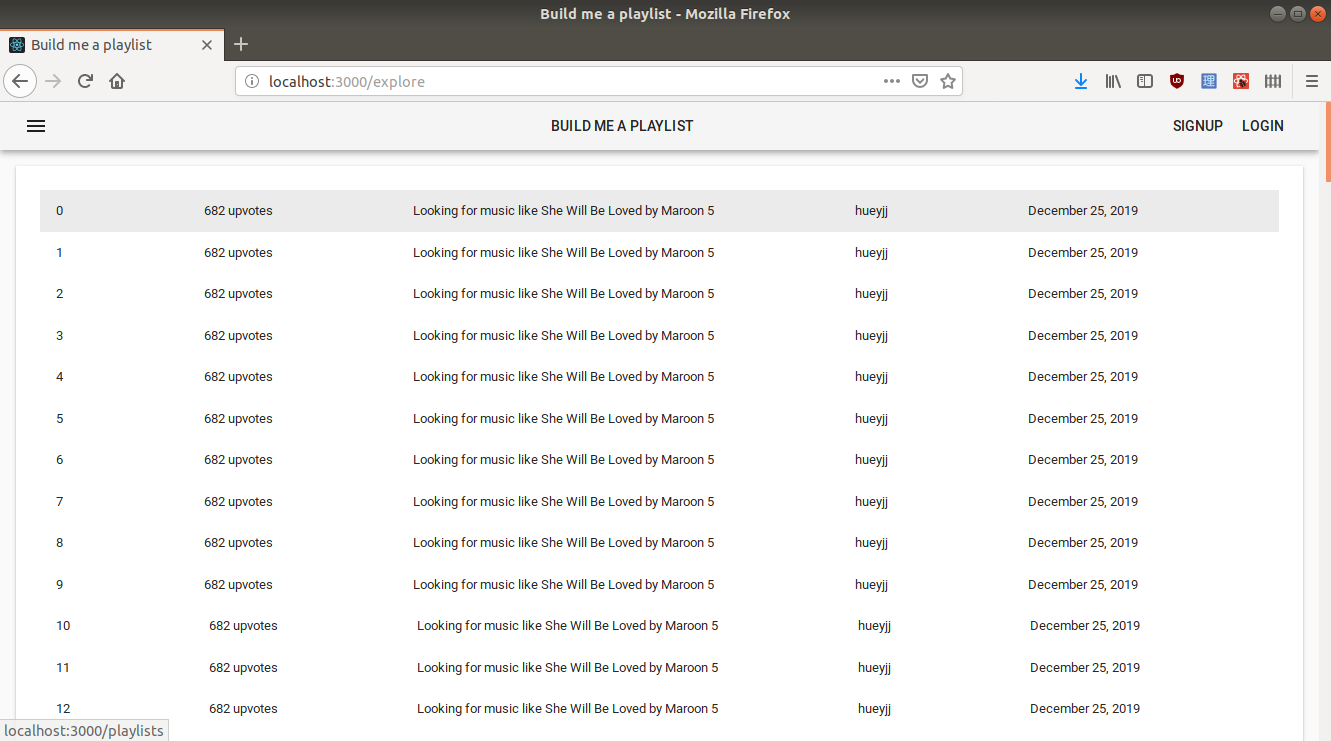 Build me a playlist - Mozilla Firefox
Build me a playlist
localhost:3000/explore
BUILD ME A PLAYLIST SIGNUP LOGIN
0 682 upvotes Looking for music like She Will Be Loved by Maroon 5 hueyjj December 25, 2019
1 682 upvotes Looking for music like She Will Be Loved by Maroon 5 hueyjj December 25, 2019
2 682 upvotes Looking for music like She Will Be Loved by Maroon 5 hueyjj December 25, 2019
3 682 upvotes Looking for music like She Will Be Loved by Maroon 5 hueyjj December 25, 2019
4 682 upvotes Looking for music like She Will Be Loved by Maroon 5 hueyjj December 25, 2019
5 682 upvotes Looking for music like She Will Be Loved by Maroon 5 hueyjj December 25, 2019
6 682 upvotes Looking for music like She Will Be Loved by Maroon 5 hueyjj December 25, 2019
7 682 upvotes Looking for music like She Will Be Loved by Maroon 5 hueyjj December 25, 2019
8 682 upvotes Looking for music like She Will Be Loved by Maroon 5 hueyjj December 25, 2019
9 682 upvotes Looking for music like She Will Be Loved by Maroon 5 hueyjj December 25, 2019
10 682 upvotes Looking for music like She Will Be Loved by Maroon 5 hueyjj December 25, 2019
11 682 upvotes Looking for music like She Will Be Loved by Maroon 5 hueyjj December 25, 2019
12 682 upvotes Looking for music like She Will Be Loved by Maroon 5 hueyjj December 25, 2019
localhost:3000/playlists